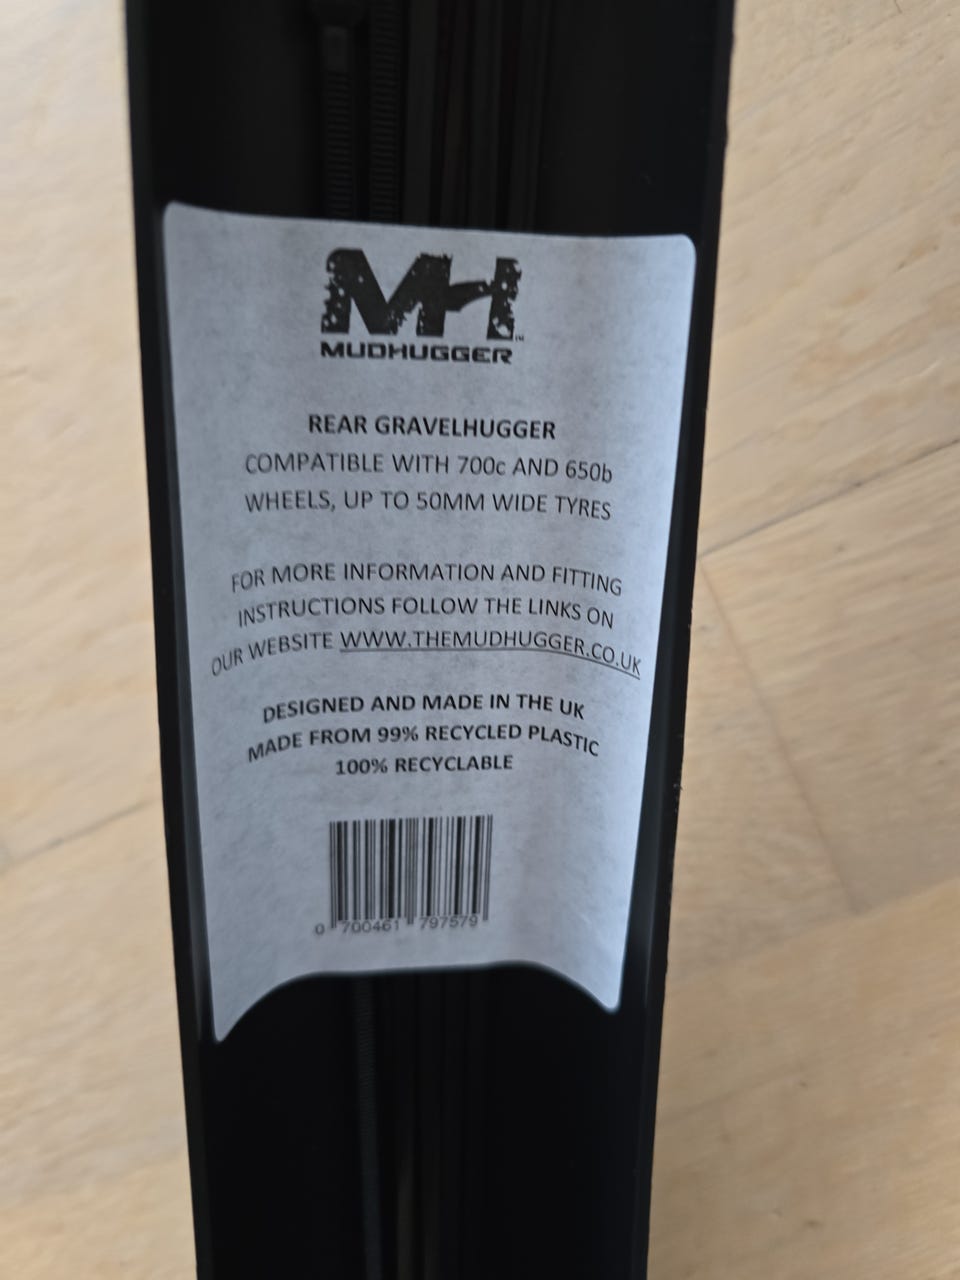 MH™
MUDHUGGER
REAR GRAVELHUGGER
COMPATIBLE WITH 700c AND 650b
WHEELS, UP TO 50MM WIDE TYRES
FOR MORE INFORMATION AND FITTING
INSTRUCTIONS FOLLOW THE LINKS ON
OUR WEBSITE WWW.THEMUDHUGGER.CO.UK
DESIGNED AND MADE IN THE UK
MADE FROM 99% RECYCLED PLASTIC
100% RECYCLABLE
0 700461 797579